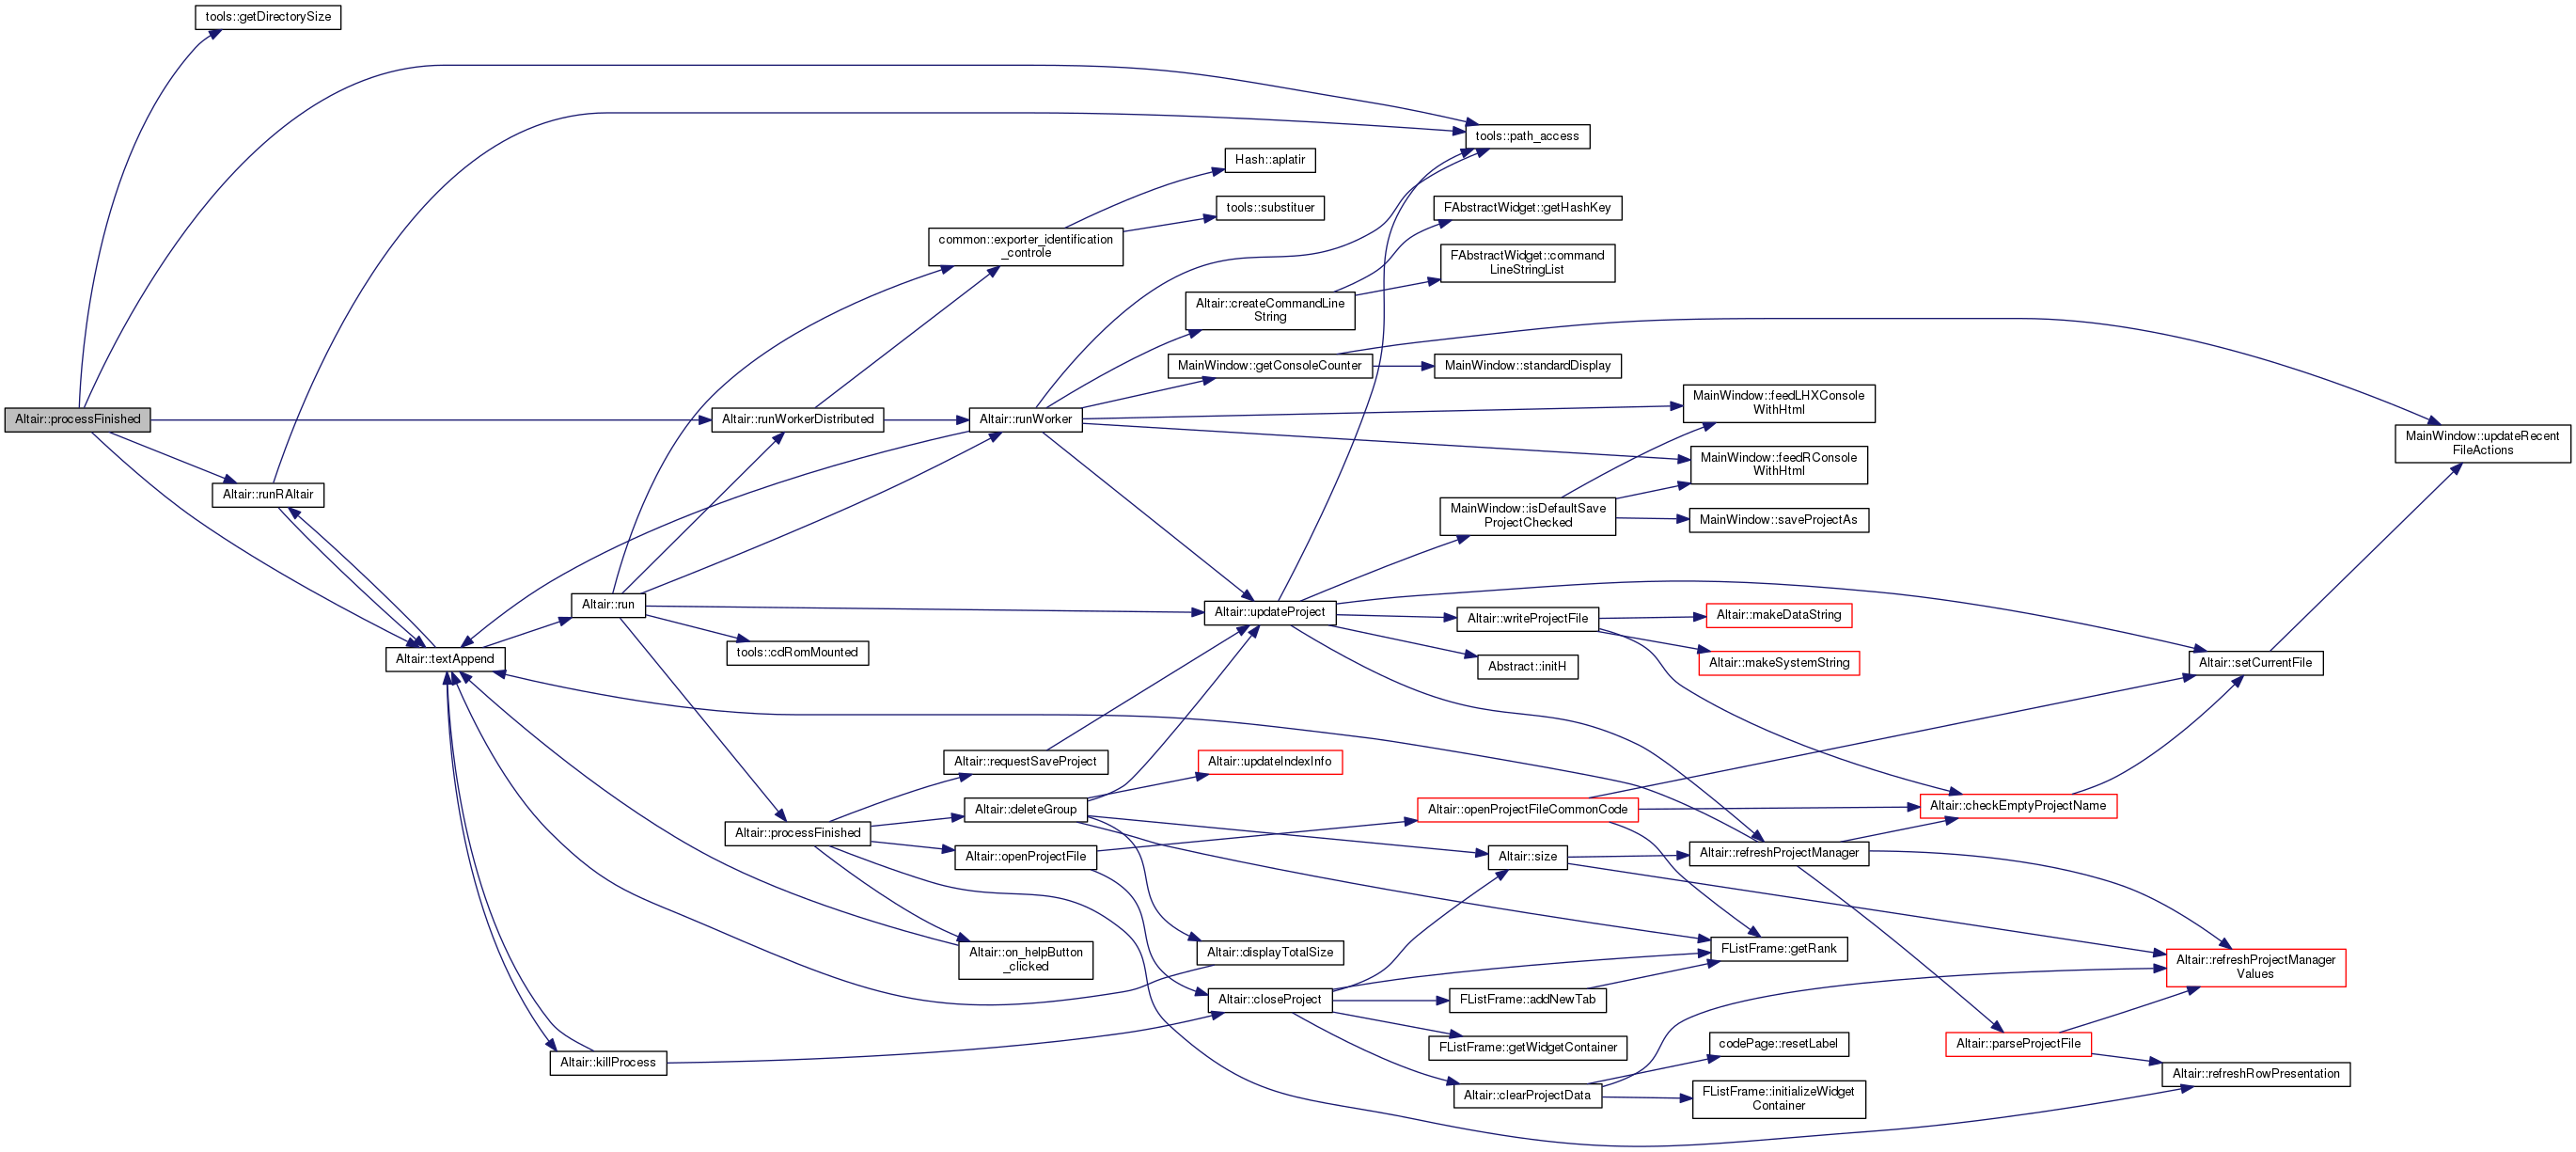 tools::getDirectorySize
tools::path_access
Hash::aplatir
FAbstractWidget::getHashKey
tools::substituer
common::exporter_identification
_controle
FAbstractWidget::command
LineStringList
Altair::createCommandLine
String
MainWindow::getConsoleCounter
MainWindow::standardDisplay
MainWindow::feedLHXConsole
WithHtml
Altair::processFinished
Altair::runWorkerDistributed
Altair::runWorker
MainWindow::updateRecent
FileActions
MainWindow::feedRConsole
WithHtml
Altair::runRAltair
MainWindow::isDefaultSave
ProjectChecked
MainWindow::saveProjectAs
Altair::run
Altair::updateProject
Altair::writeProjectFile
Altair::makeDataString
tools::cdRomMounted
Altair::textAppend
Abstract::initH
Altair::makeSystemString
Altair::setCurrentFile
Altair::requestSaveProject
Altair::updateIndexInfo
Altair::deleteGroup
Altair::openProjectFileCommonCode
Altair::checkEmptyProjectName
Altair::processFinished
Altair::openProjectFile
Altair::size
Altair::refreshProjectManager
Altair::on_helpButton
_clicked
Altair::displayTotalSize
FListFrame::getRank
Altair::refreshProjectManager
Values
Altair::closeProject
FListFrame::addNewTab
Altair::killProcess
FListFrame::getWidgetContainer
codePage::resetLabel
Altair::parseProjectFile
Altair::refreshRowPresentation
Altair::clearProjectData
FListFrame::initializeWidget
Container